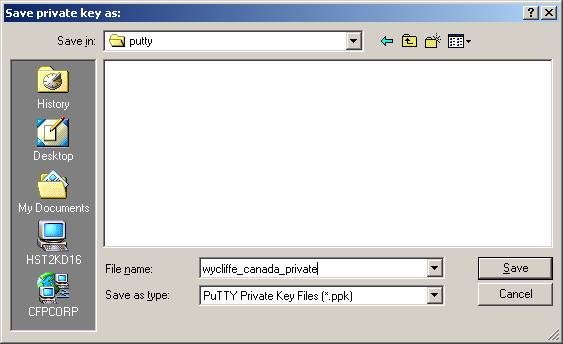 Save private key as:
Save in: putty
History
Desktop
My Documents
HST2KD16
CFPCORP
File name: wycliffe_canada_private Save
Save as type: PuTTY Private Key Files (*.ppk) Cancel